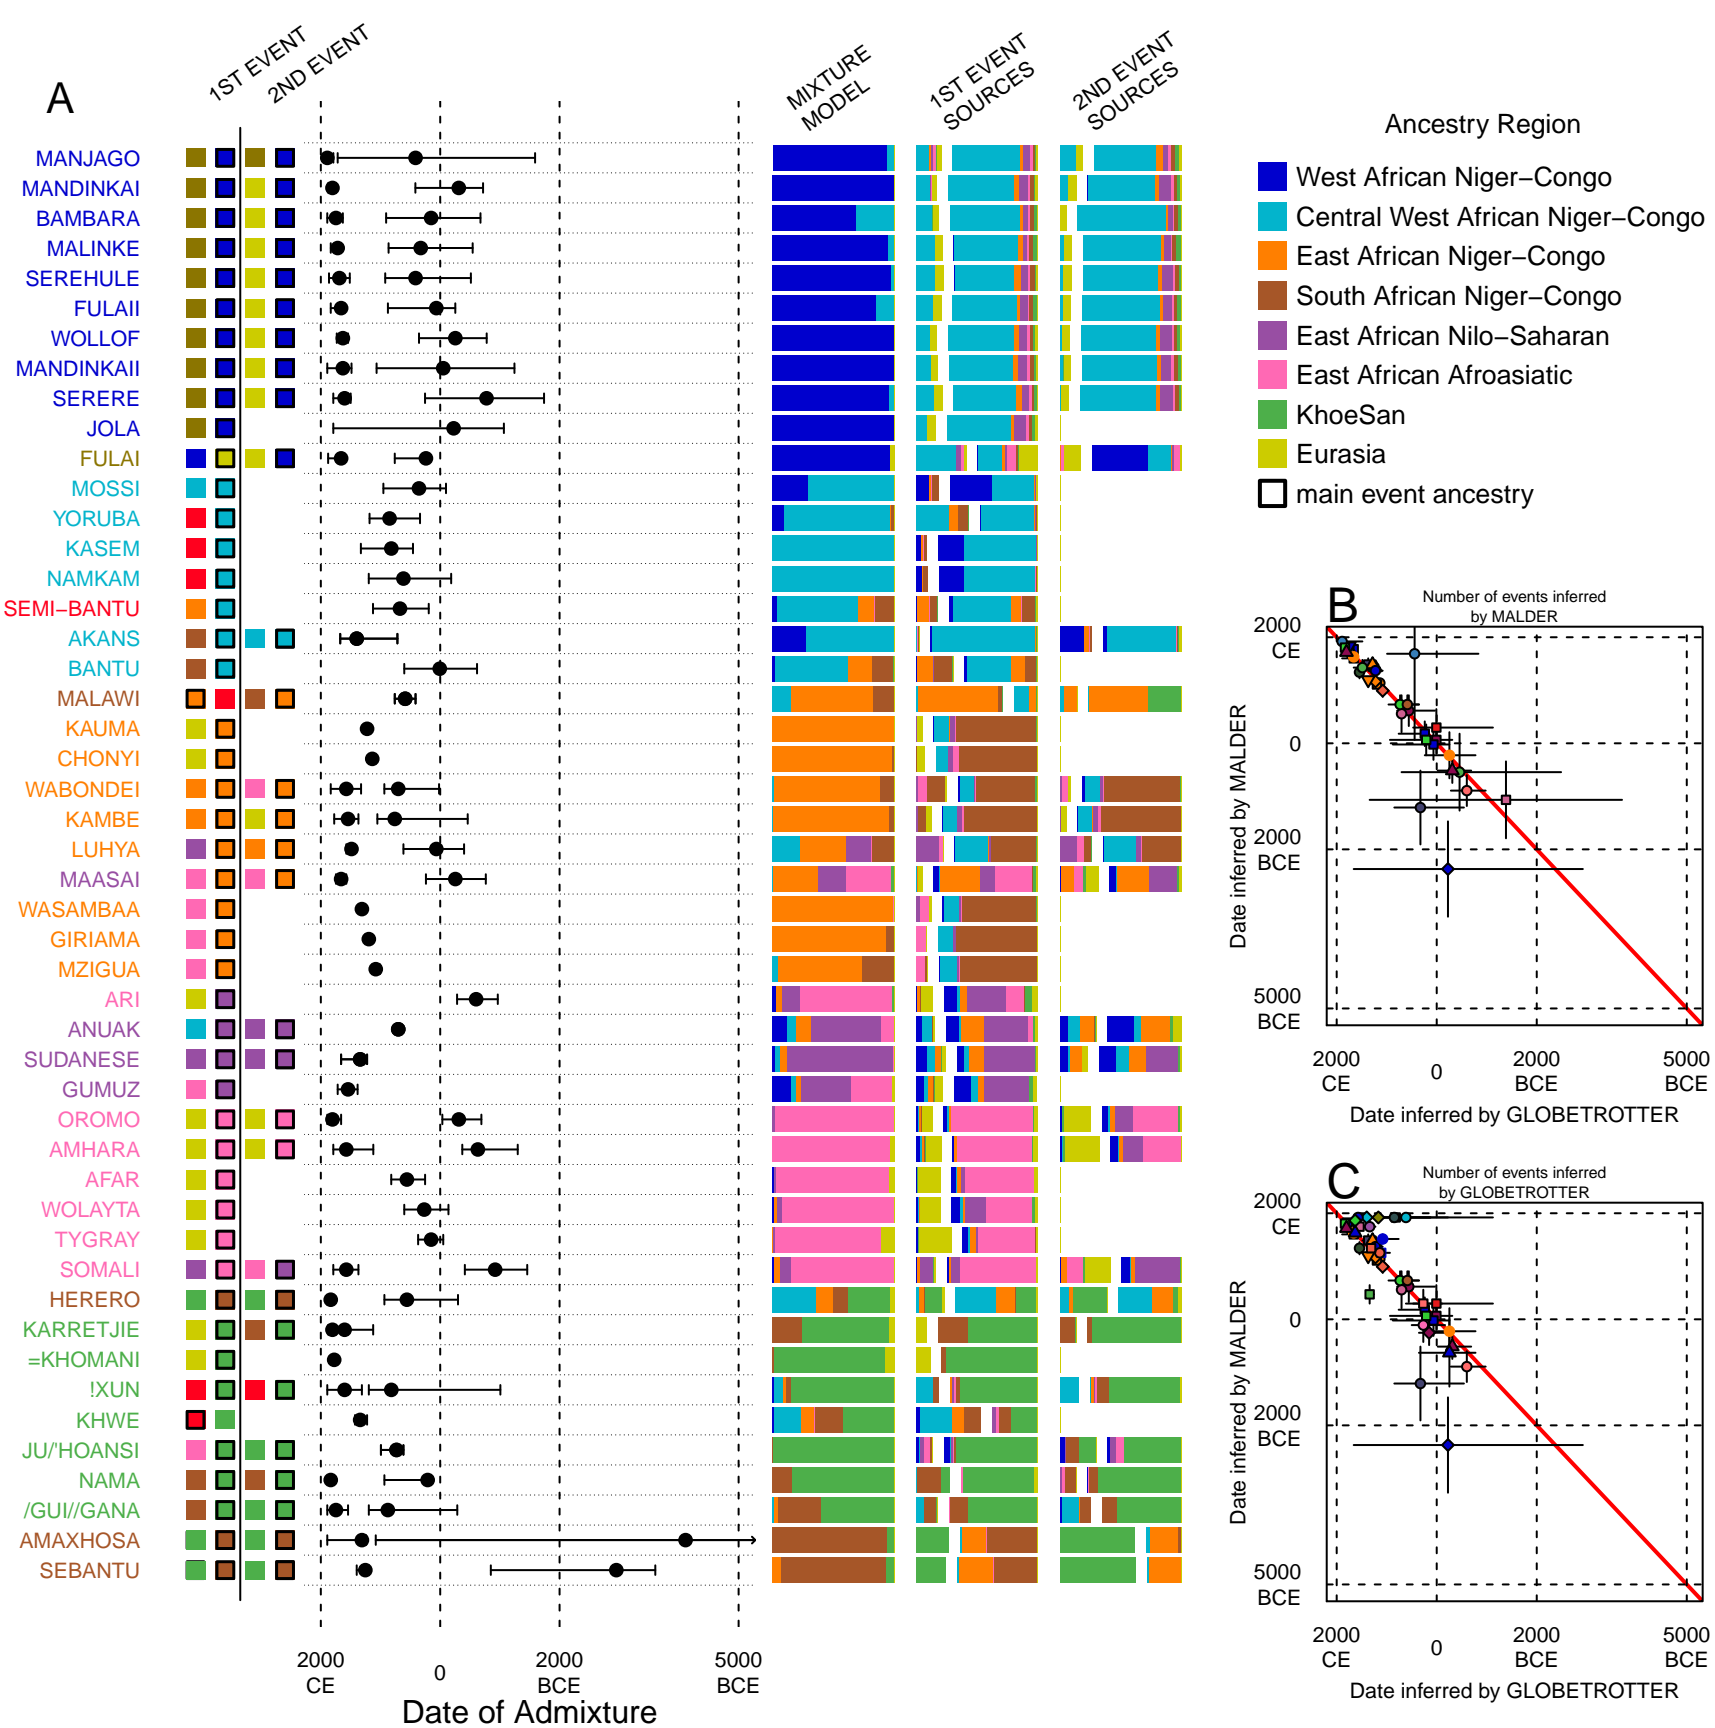 A
1ST EVENT
2ND EVENT
MIXTURE
MODEL
1ST EVENT
SOURCES
2ND EVENT
SOURCES
MANJAGO
MANDINKAI
BAMBARA
MALINKE
SEREHULE
FULAII
WOLLOF
MANDINKAII
SERERE
JOLA
FULAI
MOSSI
YORUBA
KASEM
NAMKAM
SEMI−BANTU
AKANS
BANTU
MALAWI
KAUMA
CHONYI
WABONDEI
KAMBE
LUHYA
MAASAI
WASAMBAA
GIRIAMA
MZIGUA
ARI
ANUAK
SUDANESE
GUMUZ
OROMO
AMHARA
AFAR
WOLAYTA
TYGRAY
SOMALI
HERERO
KARRETJIE
=KHOMANI
!XUN
KHWE
JU/'HOANSI
NAMA
/GUI//GANA
AMAXHOSA
SEBANTU
2000
CE
0
2000
BCE
5000
BCE
Date of Admixture
Ancestry Region
West African Niger−Congo
Central West African Niger−Congo
East African Niger−Congo
South African Niger−Congo
East African Nilo−Saharan
East African Afroasiatic
KhoeSan
Eurasia
main event ancestry
B
Number of events inferred
by MALDER
Date inferred by MALDER
2000
CE
0
2000
BCE
5000
BCE
2000
CE
0
2000
BCE
5000
BCE
Date inferred by GLOBETROTTER
C
Number of events inferred
by GLOBETROTTER
Date inferred by MALDER
2000
CE
0
2000
BCE
5000
BCE
2000
CE
0
2000
BCE
5000
BCE
Date inferred by GLOBETROTTER